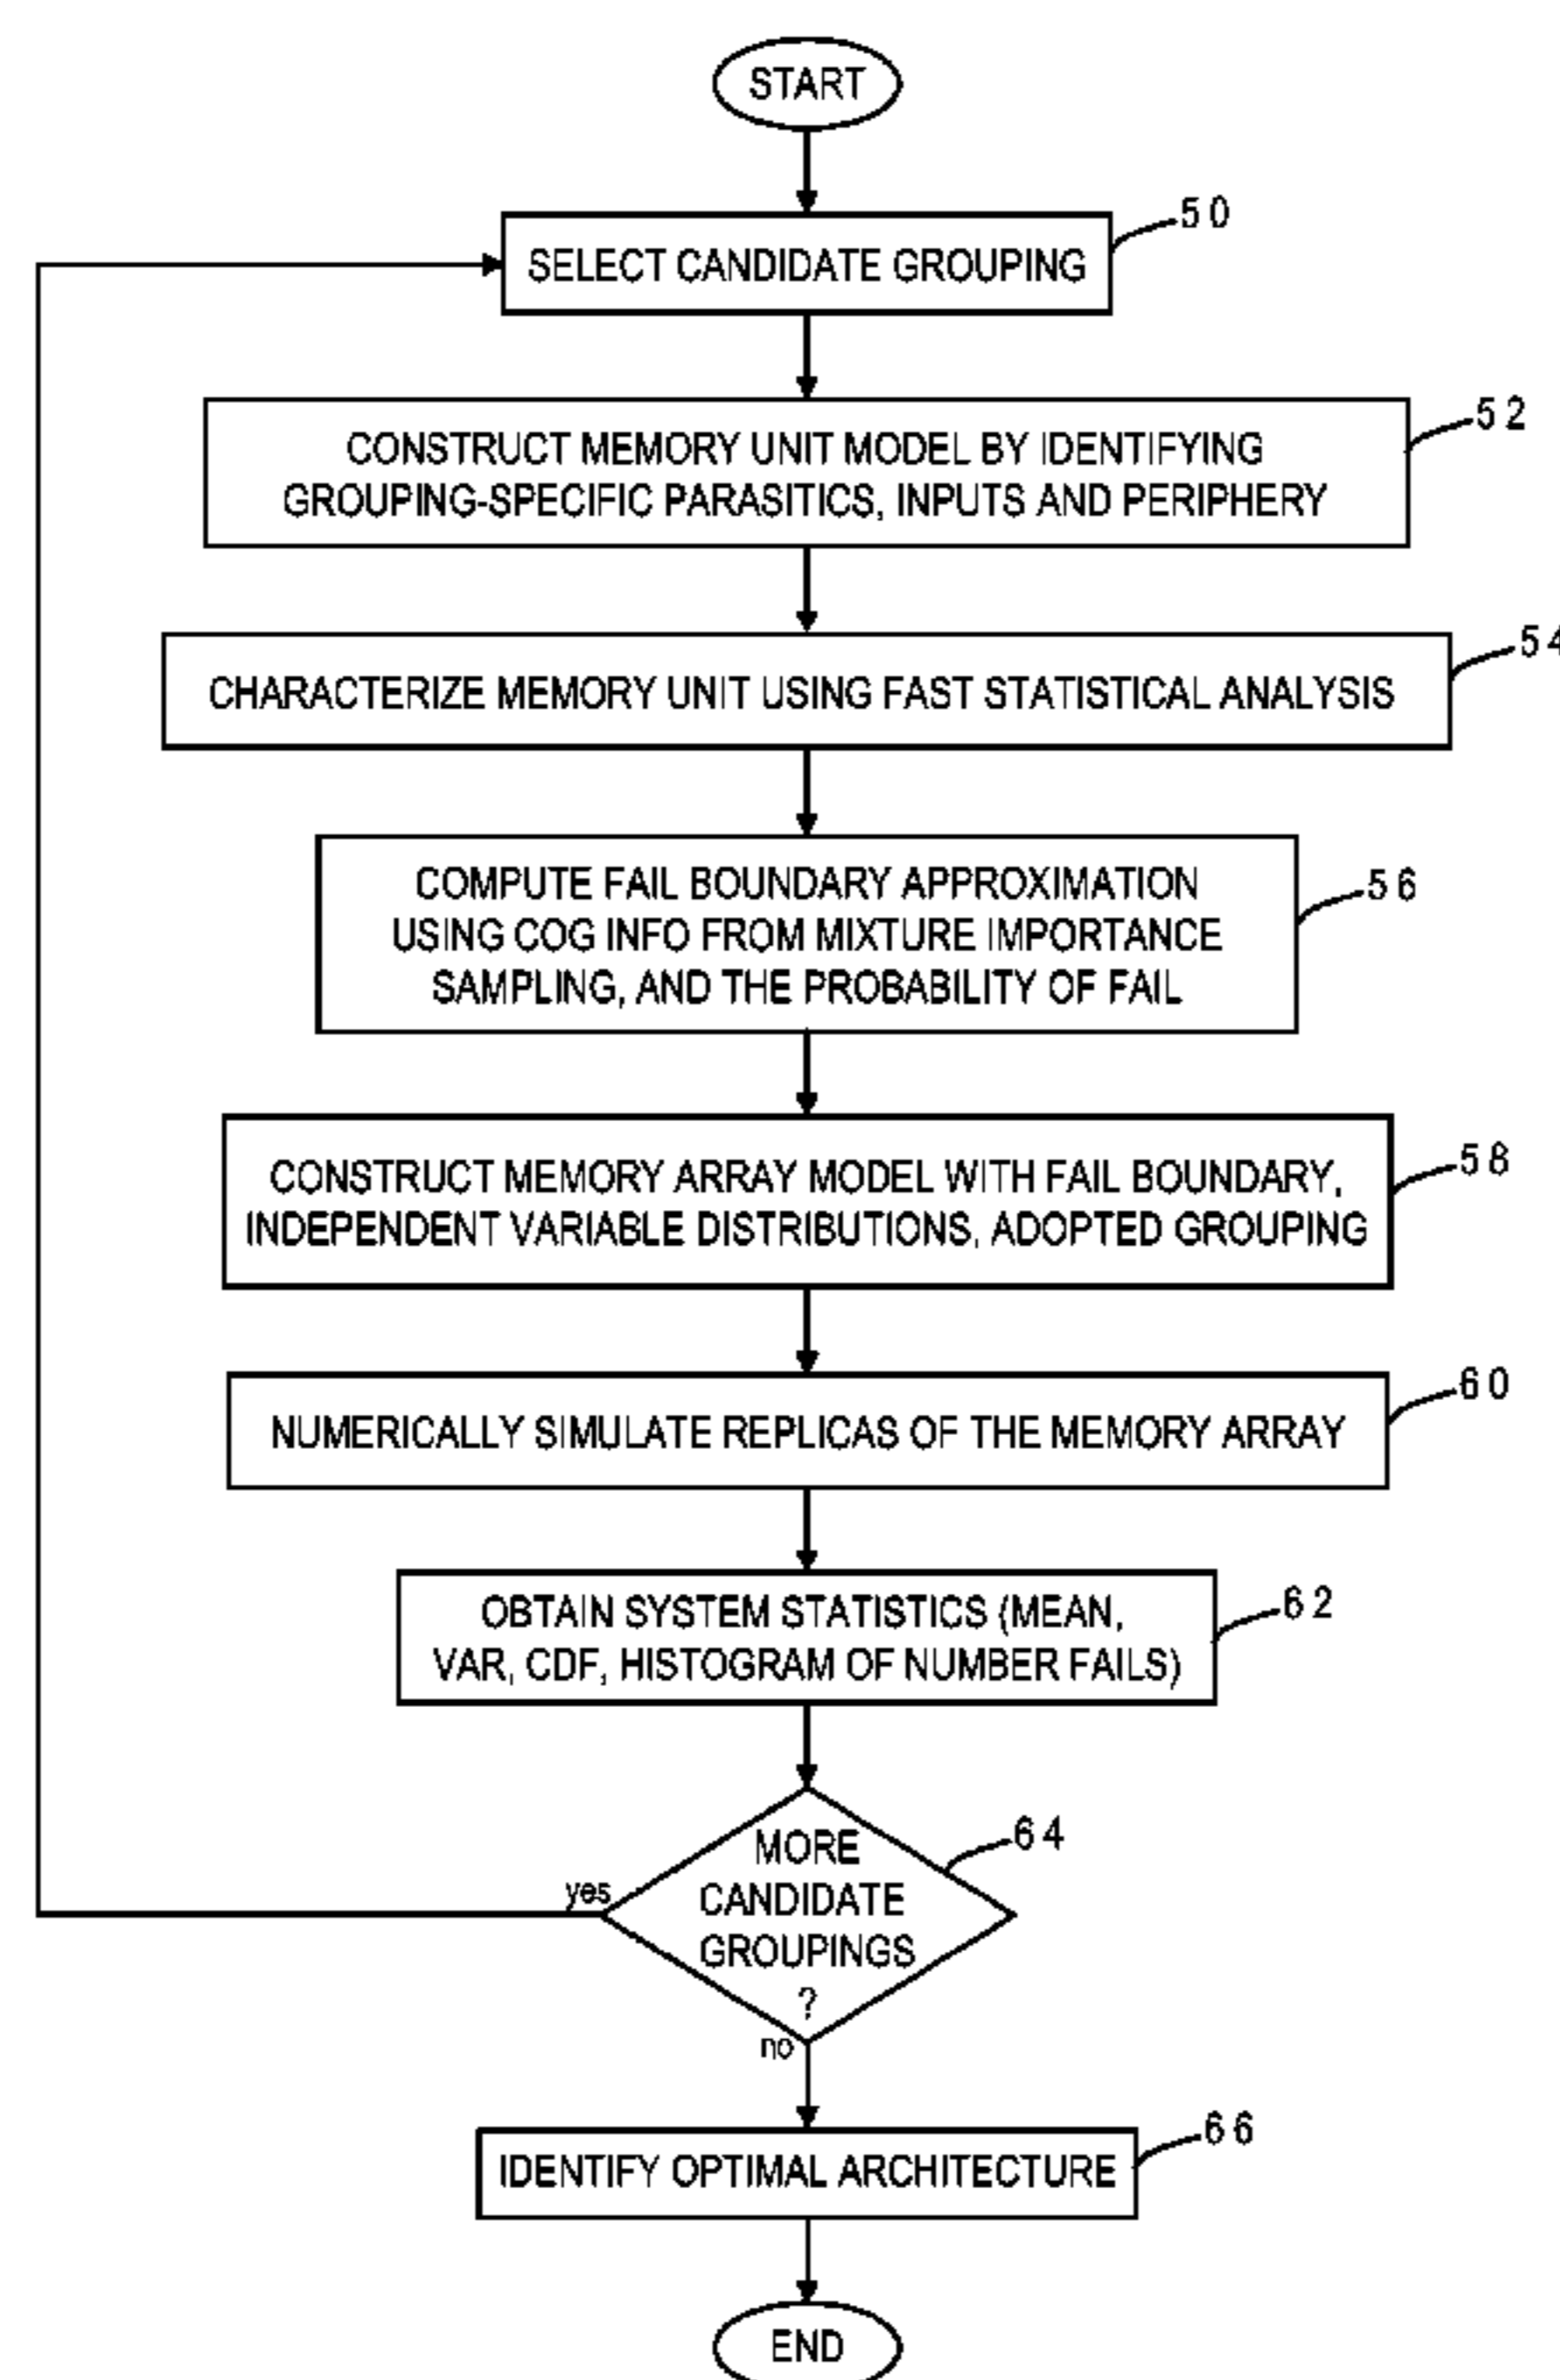 START
50
SELECT CANDIDATE GROUPING
52
CONSTRUCT MEMORY UNIT MODEL BY IDENTIFYING
GROUPING-SPECIFIC PARASITICS, INPUTS AND PERIPHERY
54
CHARACTERIZE MEMORY UNIT USING FAST STATISTICAL ANALYSIS
56
COMPUTE FAIL BOUNDARY APPROXIMATION
USING COG INFO FROM MIXTURE IMPORTANCE
SAMPLING, AND THE PROBABILITY OF FAIL
58
CONSTRUCT MEMORY ARRAY MODEL WITH FAIL BOUNDARY,
INDEPENDENT VARIABLE DISTRIBUTIONS, ADOPTED GROUPING
60
NUMERICALLY SIMULATE REPLICAS OF THE MEMORY ARRAY
62
OBTAIN SYSTEM STATISTICS (MEAN,
VAR, CDF, HISTOGRAM OF NUMBER FAILS)
64
MORE
CANDIDATE
GROUPINGS
?
yes
no
66
IDENTIFY OPTIMAL ARCHITECTURE
END